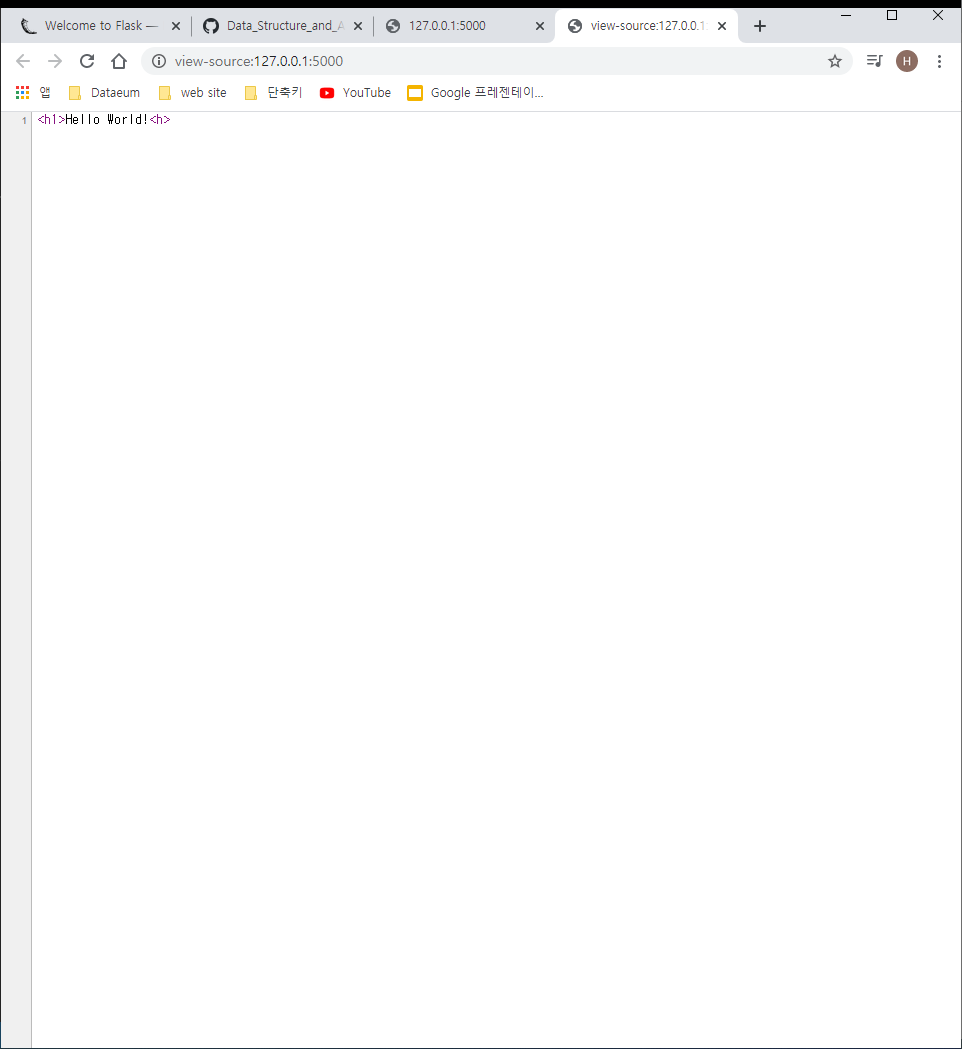 Welcome to Flask — Data_Structure_and_A 127.0.0.1:5000 view-source:127.0.0.1:
view-source:127.0.0.1:5000 H
앱 Dataeum web site 단축키 YouTube Google 프레젠테이...
1 <h1>Hello World!<h>